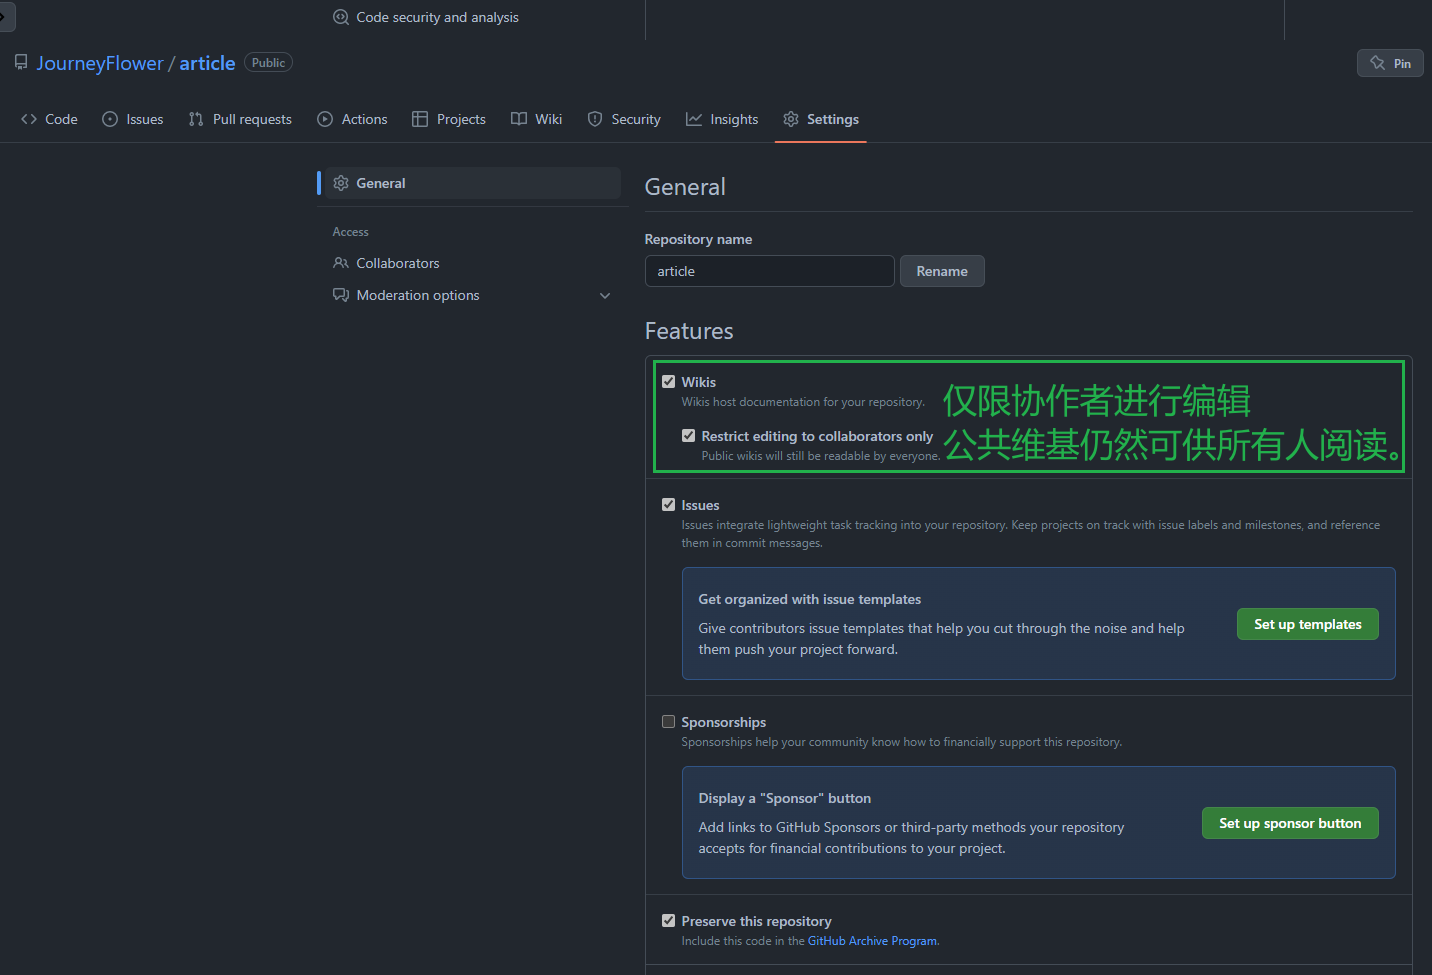 Code security and analysis
JourneyFlower / article Public
Pin
Code Issues Pull requests Actions Projects Wiki Security Insights Settings
General
Access
Collaborators
Moderation options
General
Repository name
article Rename
Features
Wikis
Wikis host documentation for your repository.
仅限协作者进行编辑
Restrict editing to collaborators only
Public wikis will still be readable by everyone.
公共维基仍然可供所有人阅读。
Issues
Issues integrate lightweight task tracking into your repository. Keep projects on track with issue labels and milestones, and reference
them in commit messages.
Get organized with issue templates
Give contributors issue templates that help you cut through the noise and help
them push your project forward.
Set up templates
Sponsorships
Sponsorships help your community know how to financially support this repository.
Display a "Sponsor" button
Add links to GitHub Sponsors or third-party methods your repository
accepts for financial contributions to your project.
Set up sponsor button
Preserve this repository
Include this code in the GitHub Archive Program.